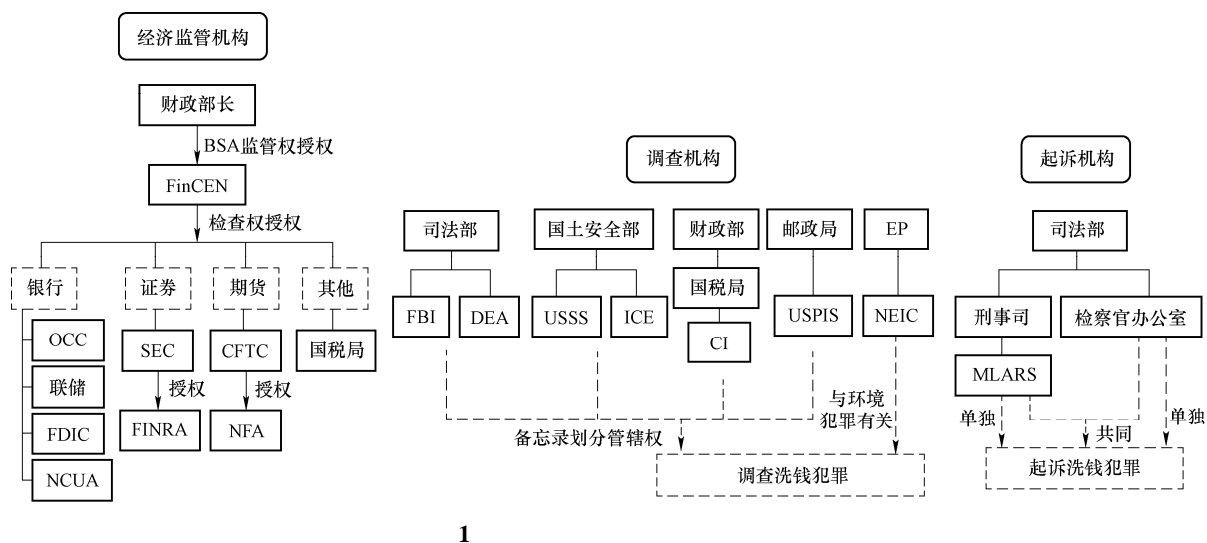 经济监管机构
财政部长
BSA监管权授权
FinCEN
检查权授权
银行
证券
期货
其他
OCC
联储
FDIC
NCUA
SEC
授权
FINRA
CFTC
授权
NFA
国税局
调查机构
司法部
国土安全部
财政部
邮政局
EP
FBI
DEA
USSS
ICE
国税局
CI
USPIS
NEIC
备忘录划分管辖权
与环境
犯罪有关
调查洗钱犯罪
起诉机构
司法部
刑事司
检察官办公室
MLARS
单独
共同
单独
起诉洗钱犯罪
1